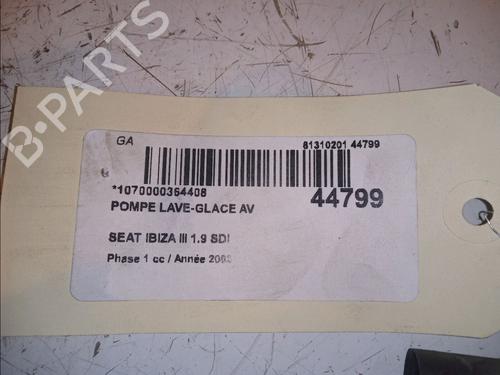 B-PARTS
GA
81310201 44799
*1070000364408
44799
POMPE LAVE-GLACE AV
SEAT IBIZA III 1.9 SDI
Phase 1 cc / Année 2003